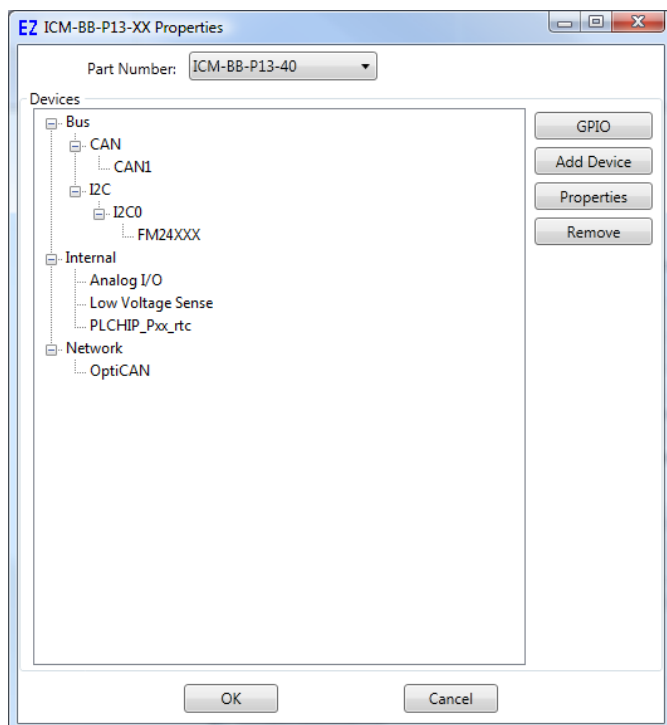 EZ ICM-BB-P13-XX Properties
Part Number: ICM-BB-P13-40
Devices
Bus
CAN
CAN1
I2C
I2C0
FM24XXX
Internal
Analog I/O
Low Voltage Sense
PLCHIP_Pxx_rtc
Network
OptiCAN
GPIO
Add Device
Properties
Remove
OK Cancel